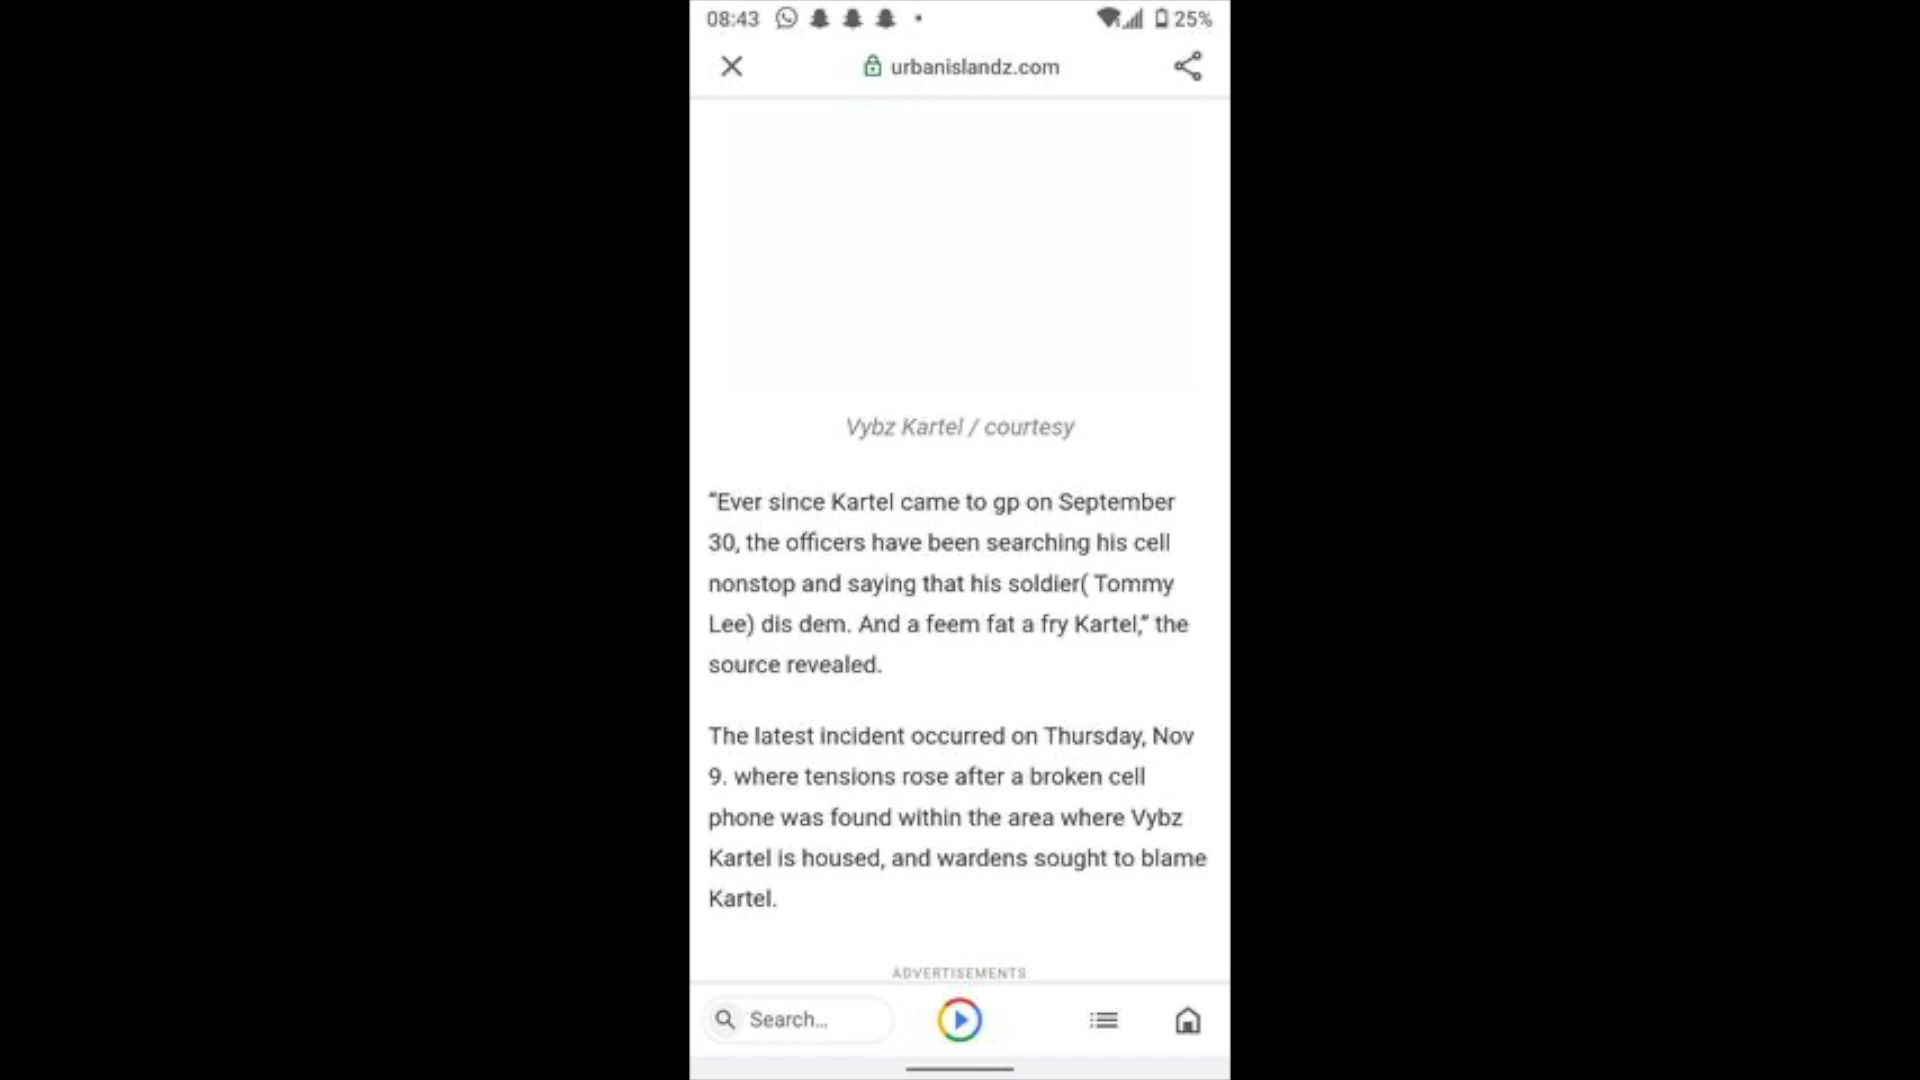 08:43
25%
urbanislandz.com
Vybz Kartel / courtesy
“Ever since Kartel came to gp on September
30, the officers have been searching his cell
nonstop and saying that his soldier( Tommy
Lee) dis dem. And a feem fat a fry Kartel,” the
source revealed.
The latest incident occurred on Thursday, Nov
9. where tensions rose after a broken cell
phone was found within the area where Vybz
Kartel is housed, and wardens sought to blame
Kartel.
ADVERTISEMENTS
Search...